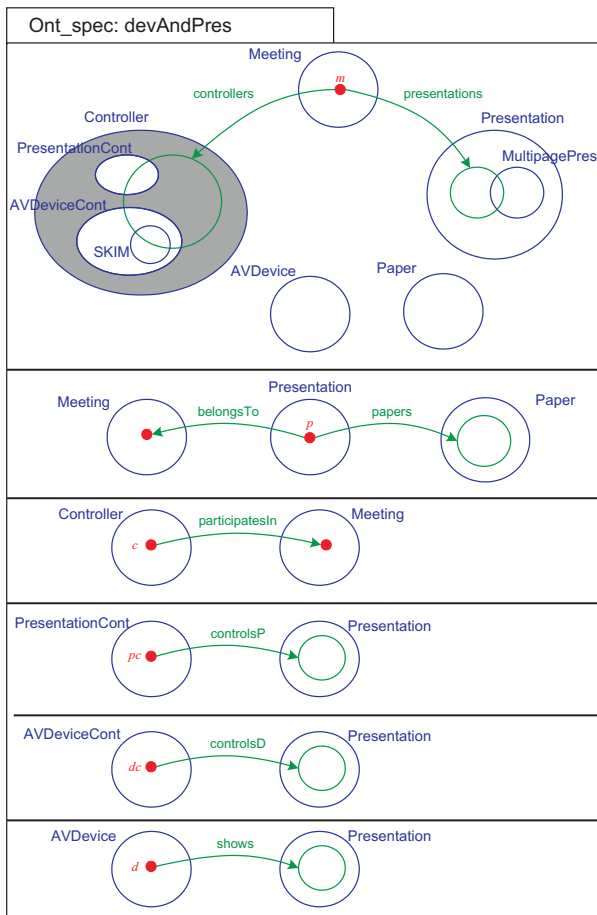 Ont_spec: devAndPres
Meeting
m
controllers
presentations
Controller
Presentation
PresentationCont
MultipagePres
AVDeviceCont
SKIM
AVDevice
Paper
Meeting
belongsTo
Presentation
papers
Paper
p
Controller
participatesIn
Meeting
c
PresentationCont
controlsP
Presentation
pc
AVDeviceCont
controlsD
Presentation
dc
AVDevice
shows
Presentation
d